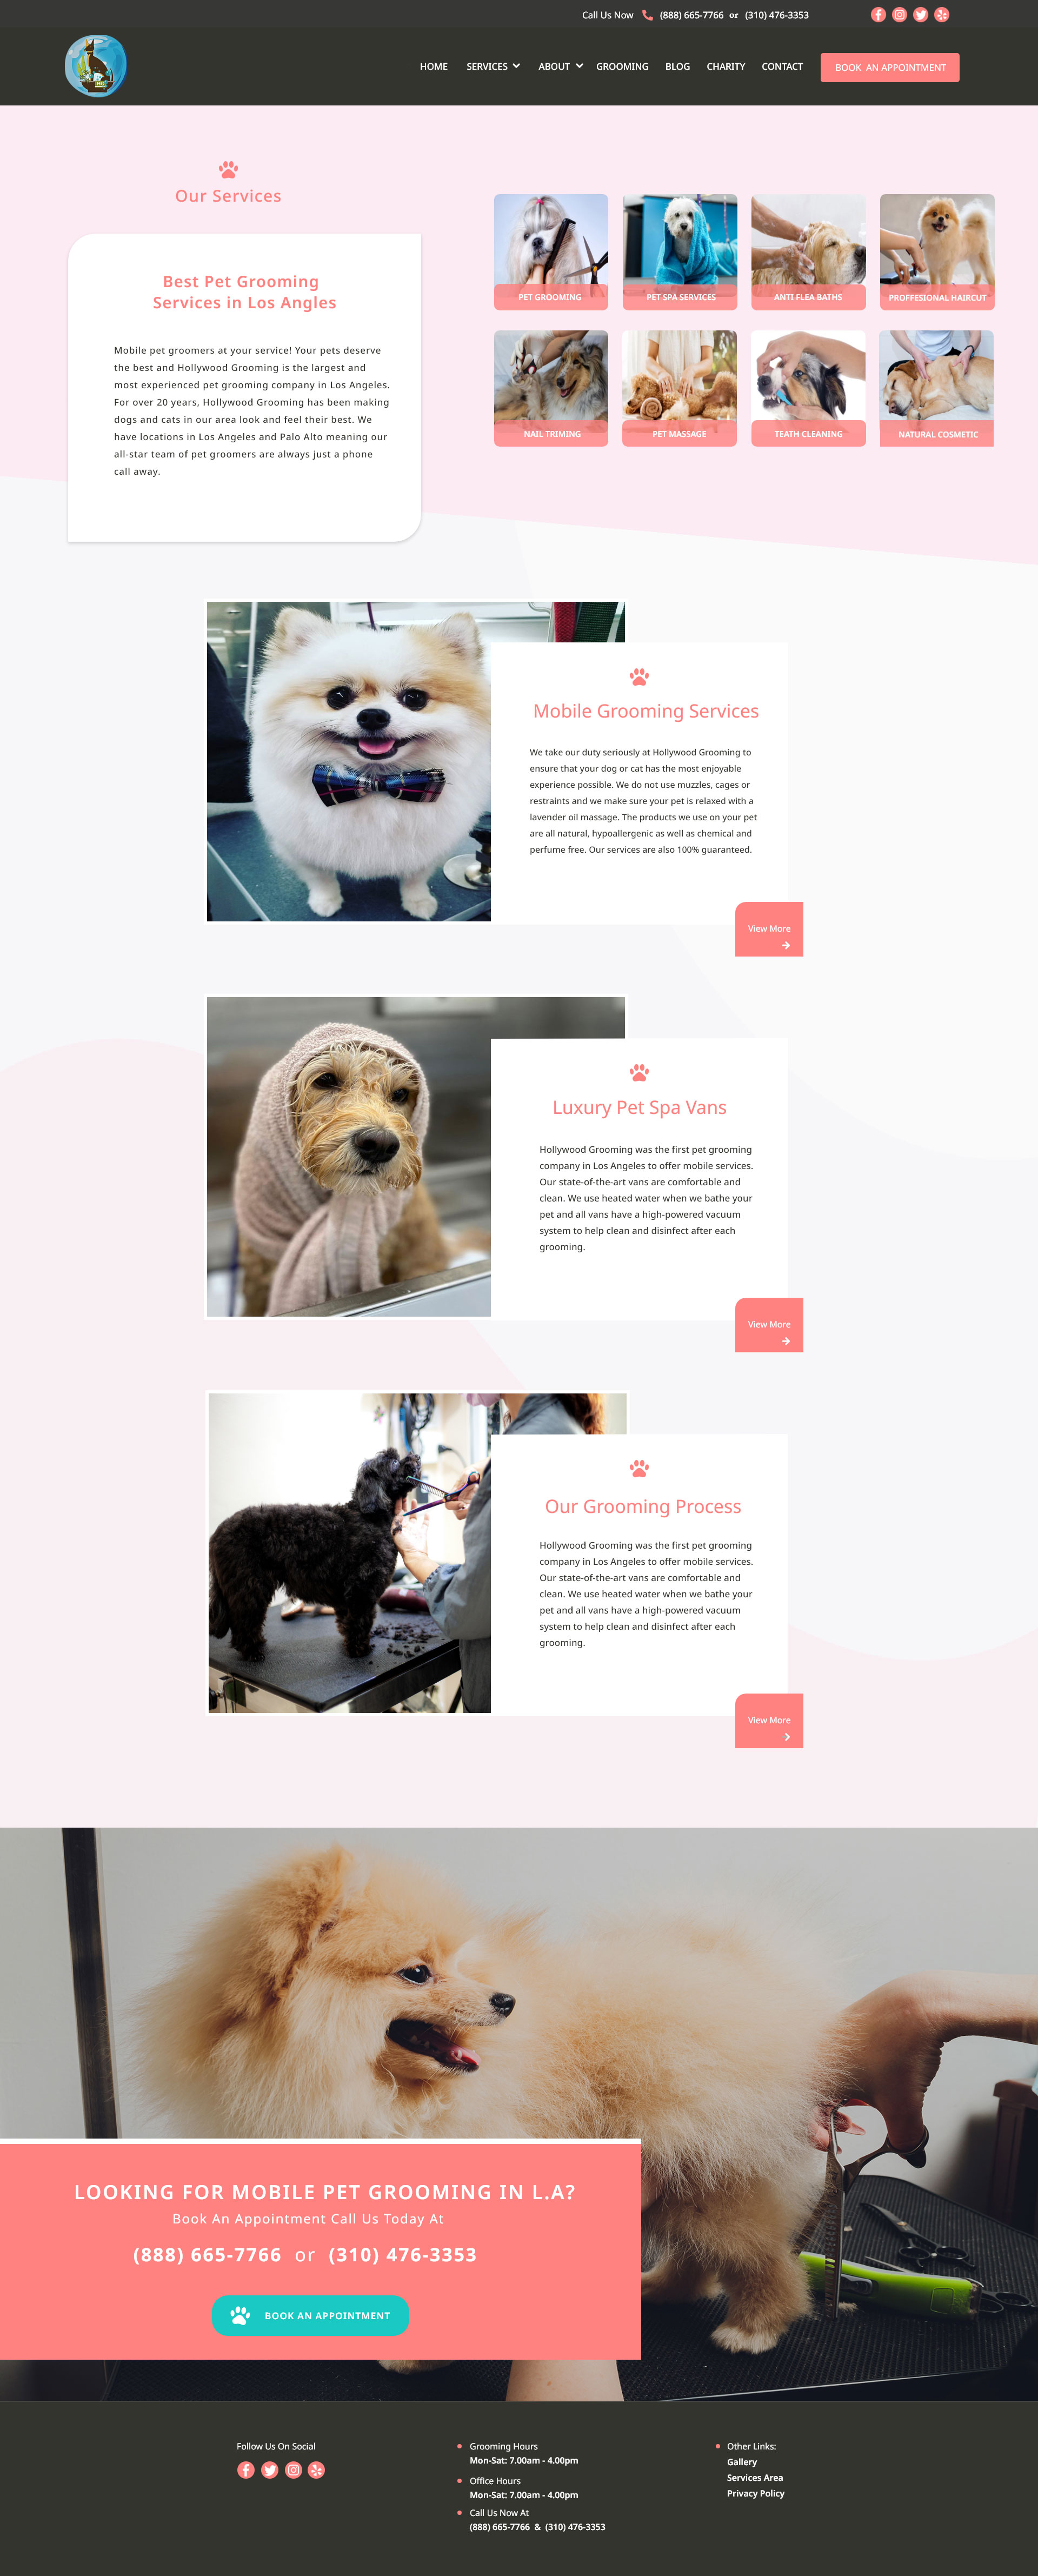 Call Us Now (888) 665-7766 or (310) 476-3353
HOME SERVICES ABOUT GROOMING BLOG CHARITY CONTACT BOOK AN APPOINTMENT
Our Services
Best Pet Grooming
Services in Los Angles
Mobile pet groomers at your service! Your pets deserve
the best and Hollywood Grooming is the largest and
most experienced pet grooming company in Los Angeles.
For over 20 years, Hollywood Grooming has been making
dogs and cats in our area look and feel their best. We
have locations in Los Angeles and Palo Alto meaning our
all-star team of pet groomers are always just a phone
call away.
PET GROOMING
PET SPA SERVICES
ANTI FLEA BATHS
PROFFESIONAL HAIRCUT
NAIL TRIMING
PET MASSAGE
TEATH CLEANING
NATURAL COSMETIC
Mobile Grooming Services
We take our duty seriously at Hollywood Grooming to
ensure that your dog or cat has the most enjoyable
experience possible. We do not use muzzles, cages or
restraints and we make sure your pet is relaxed with a
lavender oil massage. The products we use on your pet
are all natural, hypoallergenic as well as chemical and
perfume free. Our services are also 100% guaranteed.
View More
Luxury Pet Spa Vans
Hollywood Grooming was the first pet grooming
company in Los Angeles to offer mobile services.
Our state-of-the-art vans are comfortable and
clean. We use heated water when we bathe your
pet and all vans have a high-powered vacuum
system to help clean and disinfect after each
grooming.
View More
Our Grooming Process
Hollywood Grooming was the first pet grooming
company in Los Angeles to offer mobile services.
Our state-of-the-art vans are comfortable and
clean. We use heated water when we bathe your
pet and all vans have a high-powered vacuum
system to help clean and disinfect after each
grooming.
View More
LOOKING FOR MOBILE PET GROOMING IN L.A?
Book An Appointment Call Us Today At
(888) 665-7766 or (310) 476-3353
BOOK AN APPOINTMENT
Follow Us On Social
Grooming Hours
Mon-Sat: 7.00am - 4.00pm
Office Hours
Mon-Sat: 7.00am - 4.00pm
Call Us Now At
(888) 665-7766 & (310) 476-3353
Other Links:
Gallery
Services Area
Privacy Policy